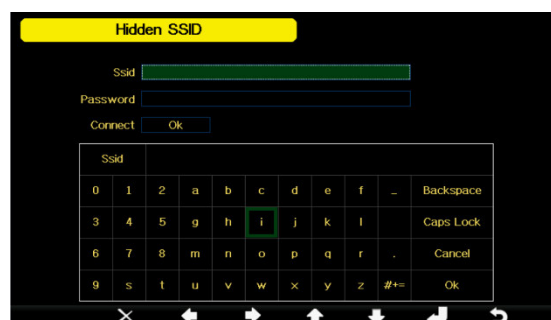 Hidden SSID
Ssid
Password
Connect Ok
Ssid
0 1 2 a b c d e f _ Backspace
3 4 5 g h i j k l Caps Lock
6 7 8 m n o p q r . Cancel
9 s t u v w x y z #+= Ok